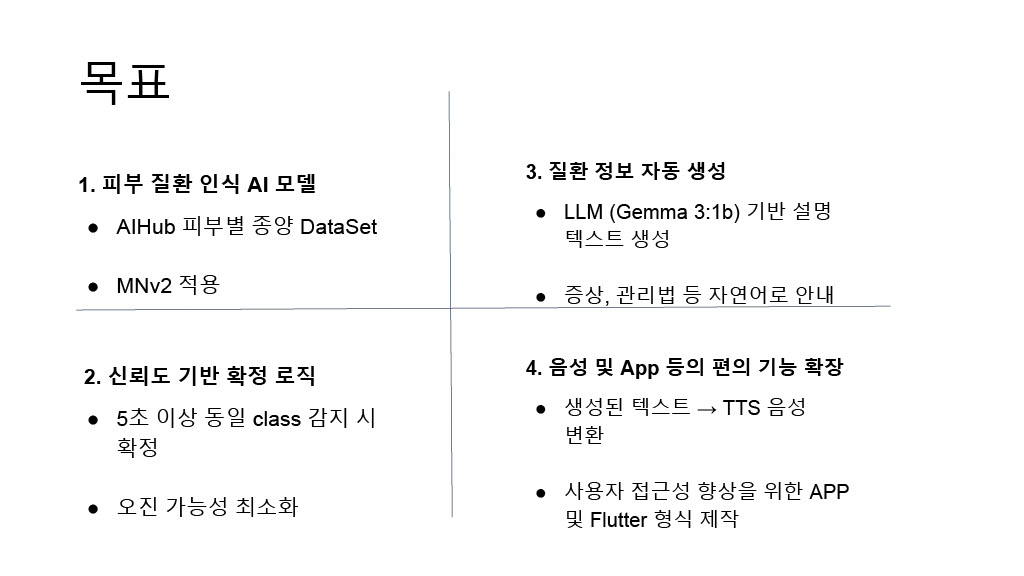 목표
1. 피부 질환 인식 AI 모델
● AIHub 피부별 종양 DataSet
● MNv2 적용
2. 신뢰도 기반 확정 로직
● 5초 이상 동일 class 감지 시
확정
● 오진 가능성 최소화
3. 질환 정보 자동 생성
● LLM (Gemma 3:1b) 기반 설명
텍스트 생성
● 증상, 관리법 등 자연어로 안내
4. 음성 및 App 등의 편의 기능 확장
● 생성된 텍스트 → TTS 음성
변환
● 사용자 접근성 향상을 위한 APP
및 Flutter 형식 제작